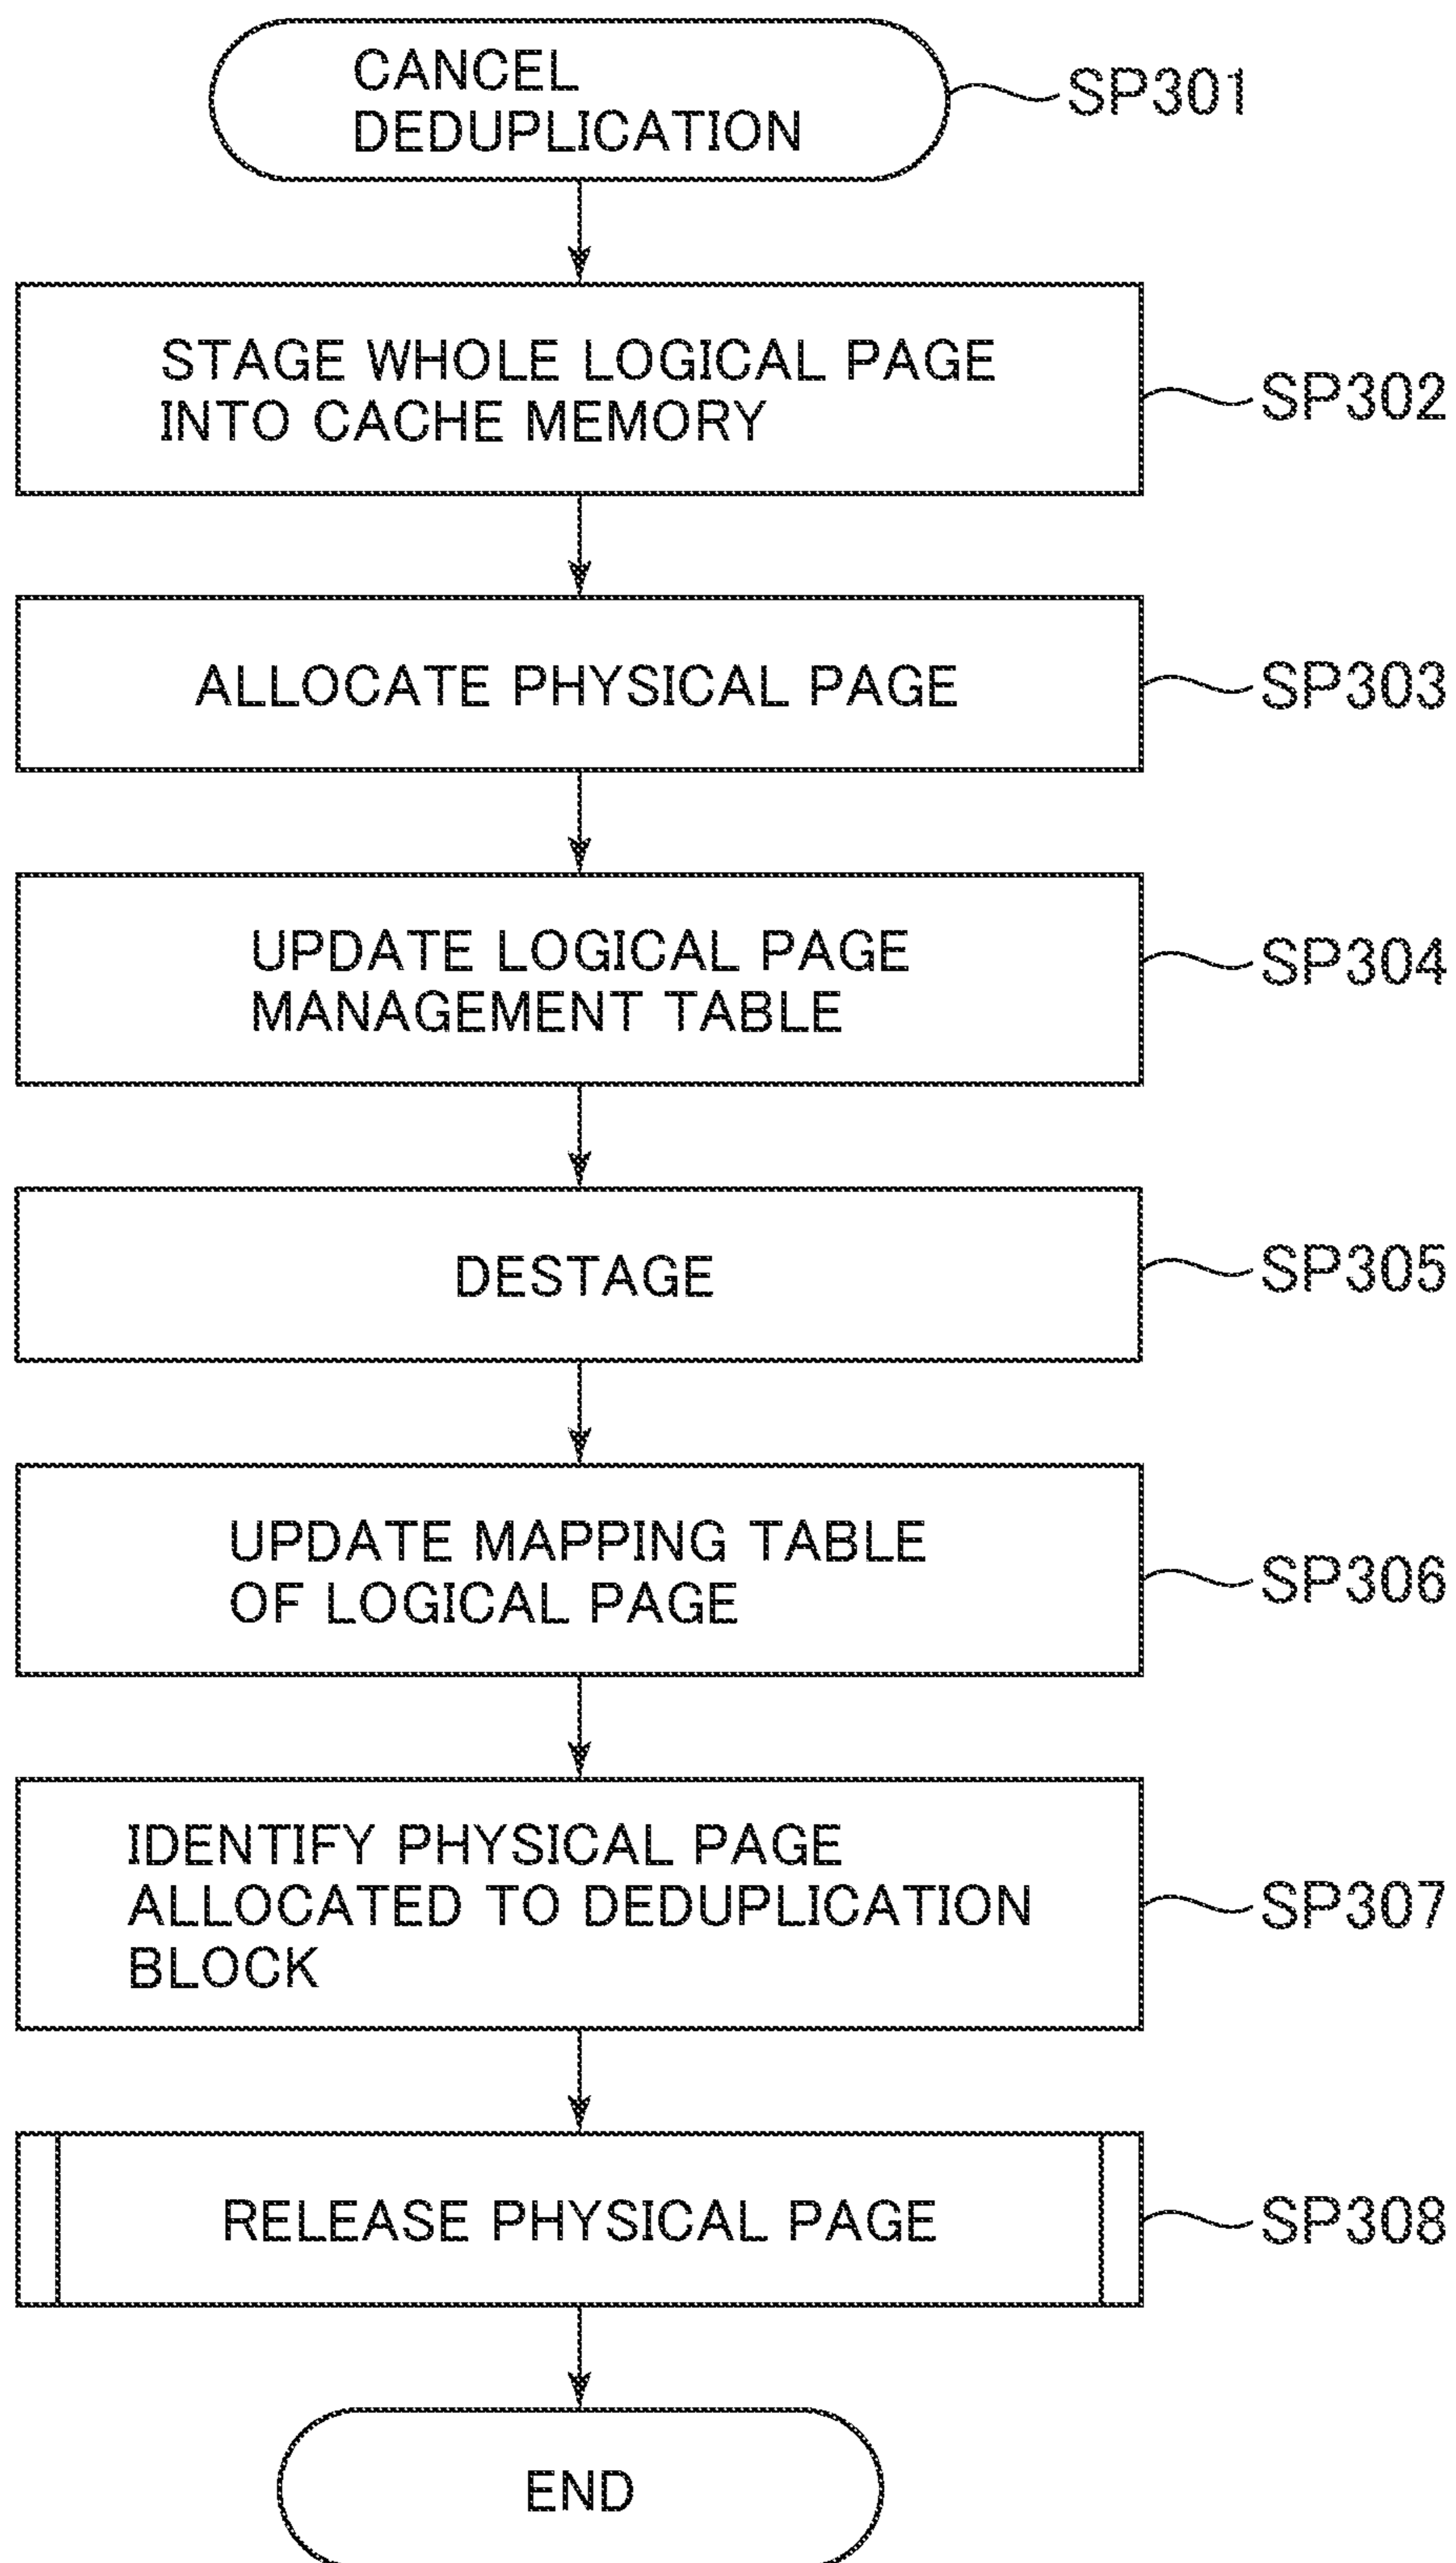 CANCEL
DEDUPLICATION
SP301
STAGE WHOLE LOGICAL PAGE
INTO CACHE MEMORY
SP302
ALLOCATE PHYSICAL PAGE
SP303
UPDATE LOGICAL PAGE
MANAGEMENT TABLE
SP304
DESTAGE
SP305
UPDATE MAPPING TABLE
OF LOGICAL PAGE
SP306
IDENTIFY PHYSICAL PAGE
ALLOCATED TO DEDUPLICATION
BLOCK
SP307
RELEASE PHYSICAL PAGE
SP308
END